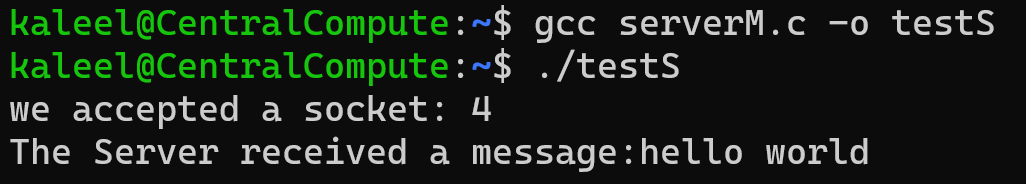 kaleel@CentralCompute:~$ gcc serverM.c -o testS
kaleel@CentralCompute:~$ ./testS
we accepted a socket: 4
The Server received a message:hello world